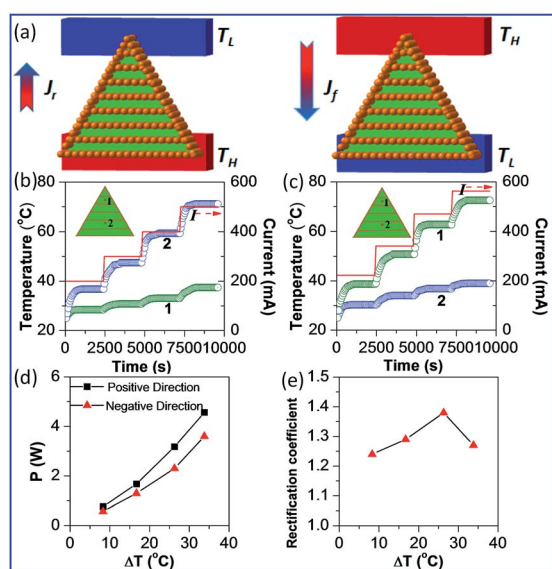 (a)
T_L
T_H
J_r
J_f
T_H
T_L
(b)
80
60
40
20
Temperature (°C)
1
2
I
2
1
600
400
200
0
Current (mA)
0 2500 5000 7500 10000
Time (s)
(c)
80
60
40
20
Temperature (°C)
1
2
I
1
2
600
400
200
0
Current (mA)
0 2500 5000 7500 10000
Time (s)
(d)
6
4
2
0
P (W)
Positive Direction
Negative Direction
0 10 20 30 40
ΔT (°C)
(e)
1.5
1.4
1.3
1.2
1.1
1.0
Rectification coefficient
0 10 20 30 40
ΔT (°C)